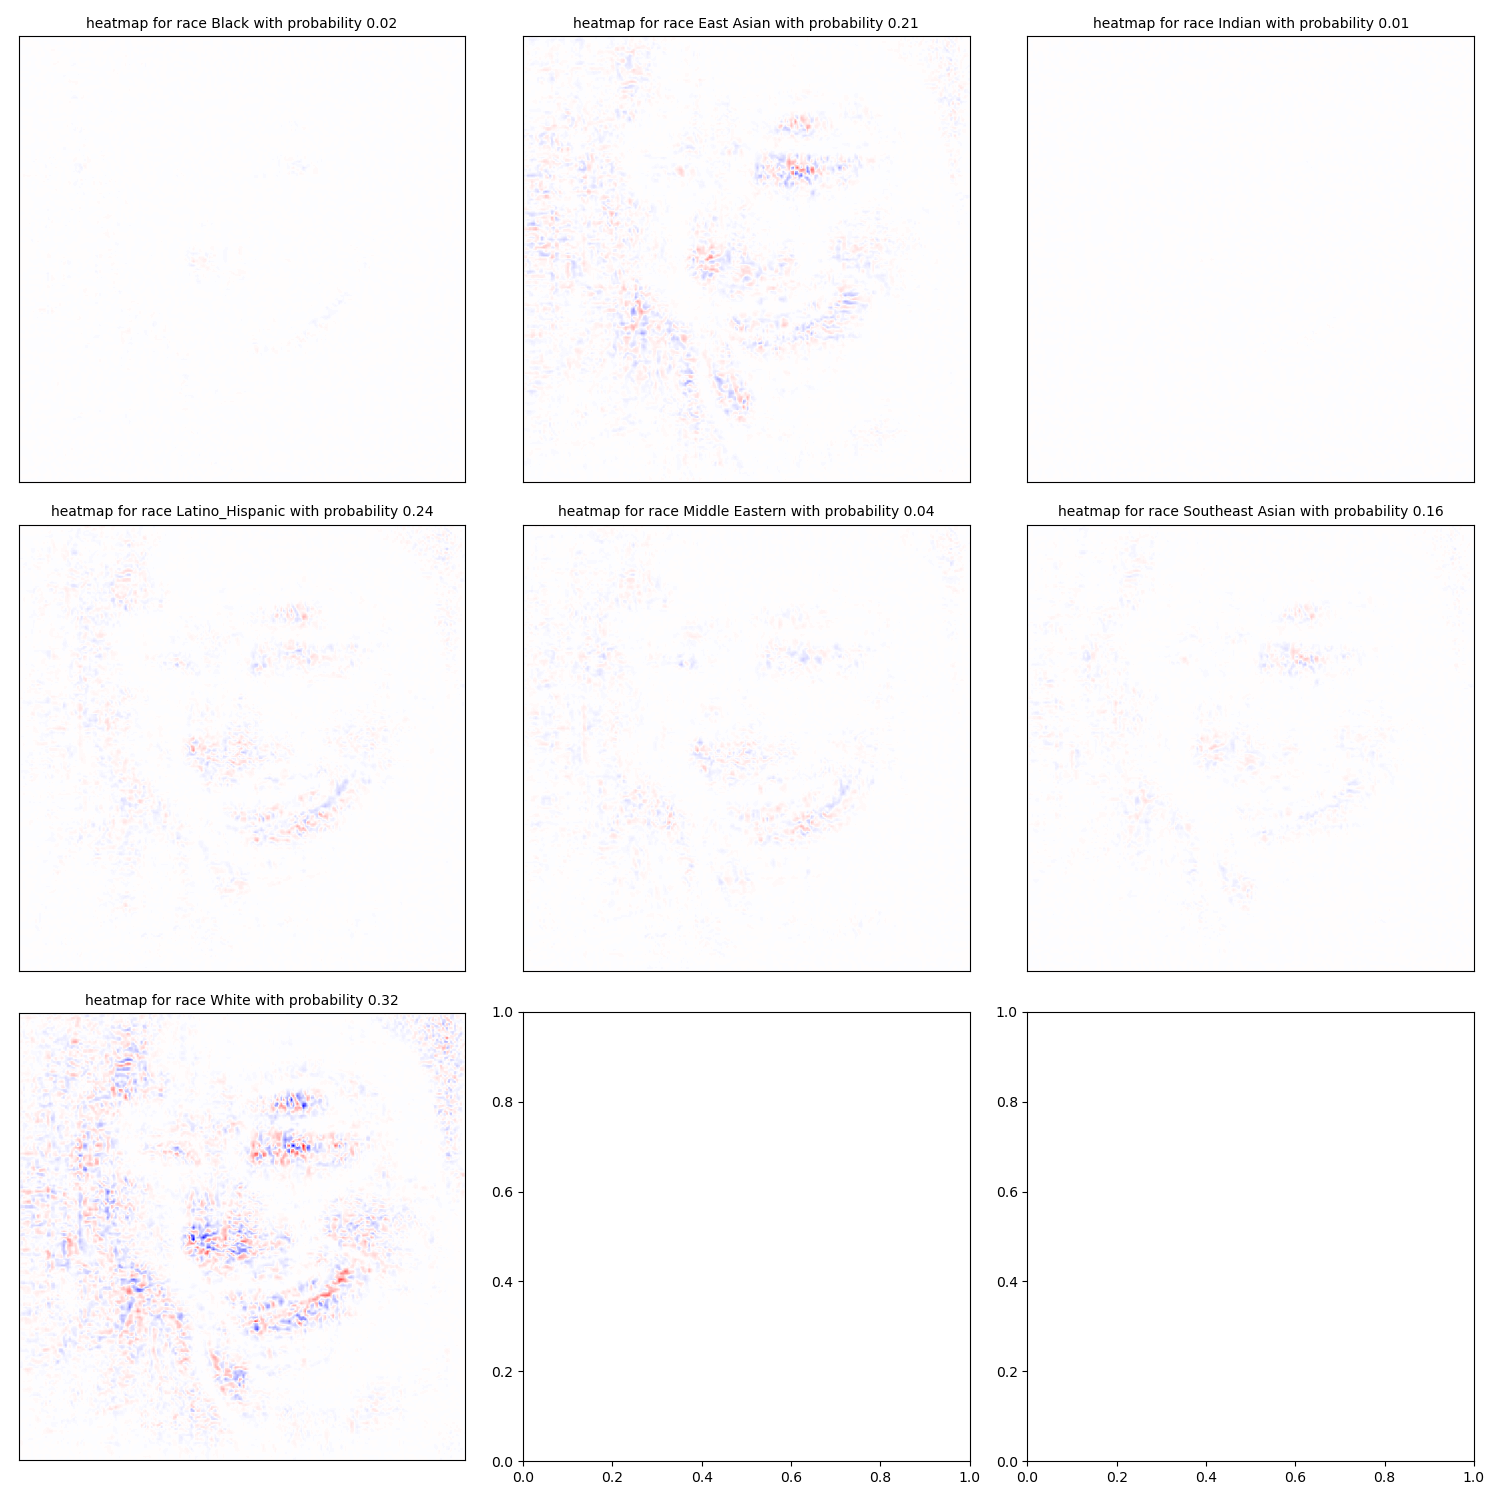 heatmap for race Black with probability 0.02
heatmap for race East Asian with probability 0.21
heatmap for race Indian with probability 0.01
heatmap for race Latino_Hispanic with probability 0.24
heatmap for race Middle Eastern with probability 0.04
heatmap for race Southeast Asian with probability 0.16
heatmap for race White with probability 0.32
1.0
0.8
0.6
0.4
0.2
0.0
0.0 0.2 0.4 0.6 0.8 1.0
1.0
0.8
0.6
0.4
0.2
0.0
0.0 0.2 0.4 0.6 0.8 1.0